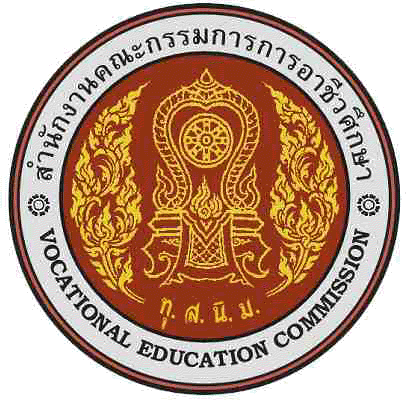 สำนักงานคณะกรรมการการอาชีวศึกษา
ทุ. ส. นิ. ม.
VOCATIONAL EDUCATION COMMISSION